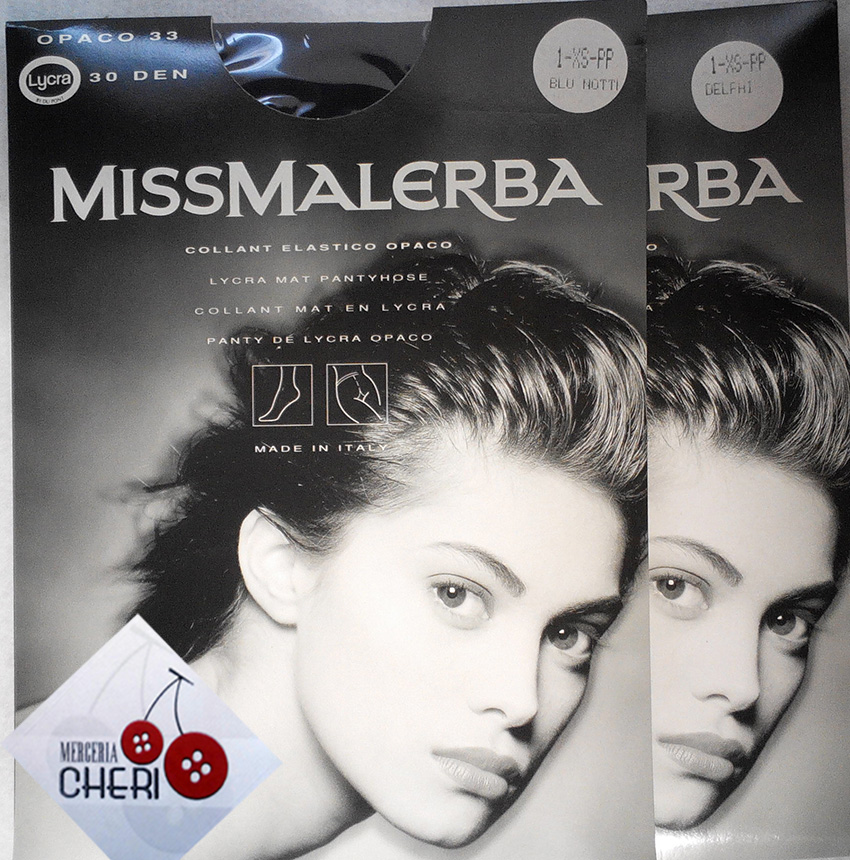 OPACO 33
Lycra 30 DEN
1-XS-PP
BLU NOTTI
1-XS-PP
DELPHI
MISSMALERBA
RBA
COLLANT ELASTICO OPACO
O
LYCRA MAT PANTYHOSE
COLLANT MAT EN LYCRA
A
PANTY DE LYCRA OPACO
MADE IN ITALY
MERCERIA
CHERI